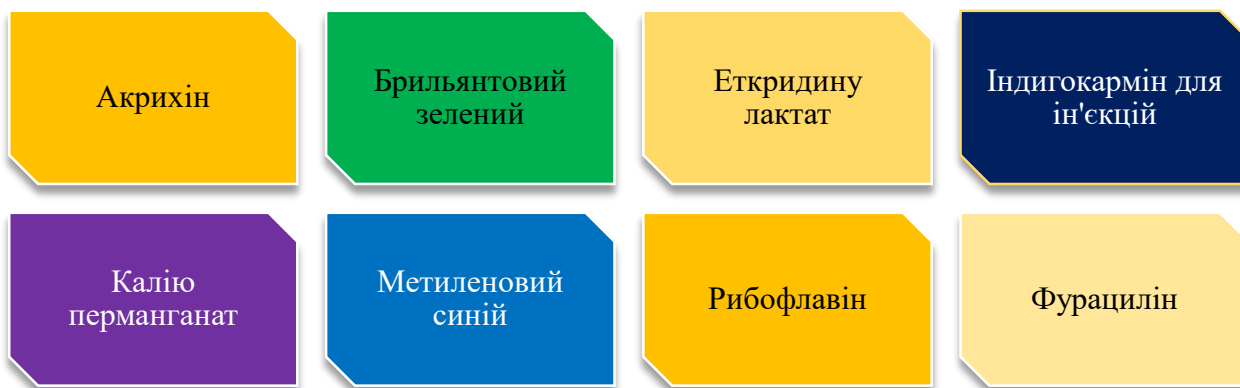 Акрихін
Брильянтовий
зелений
Еткридину
лактат
Індигокармін для
ін'єкцій
Калію
перманганат
Метиленовий
синій
Рибофлавін
Фурацилін